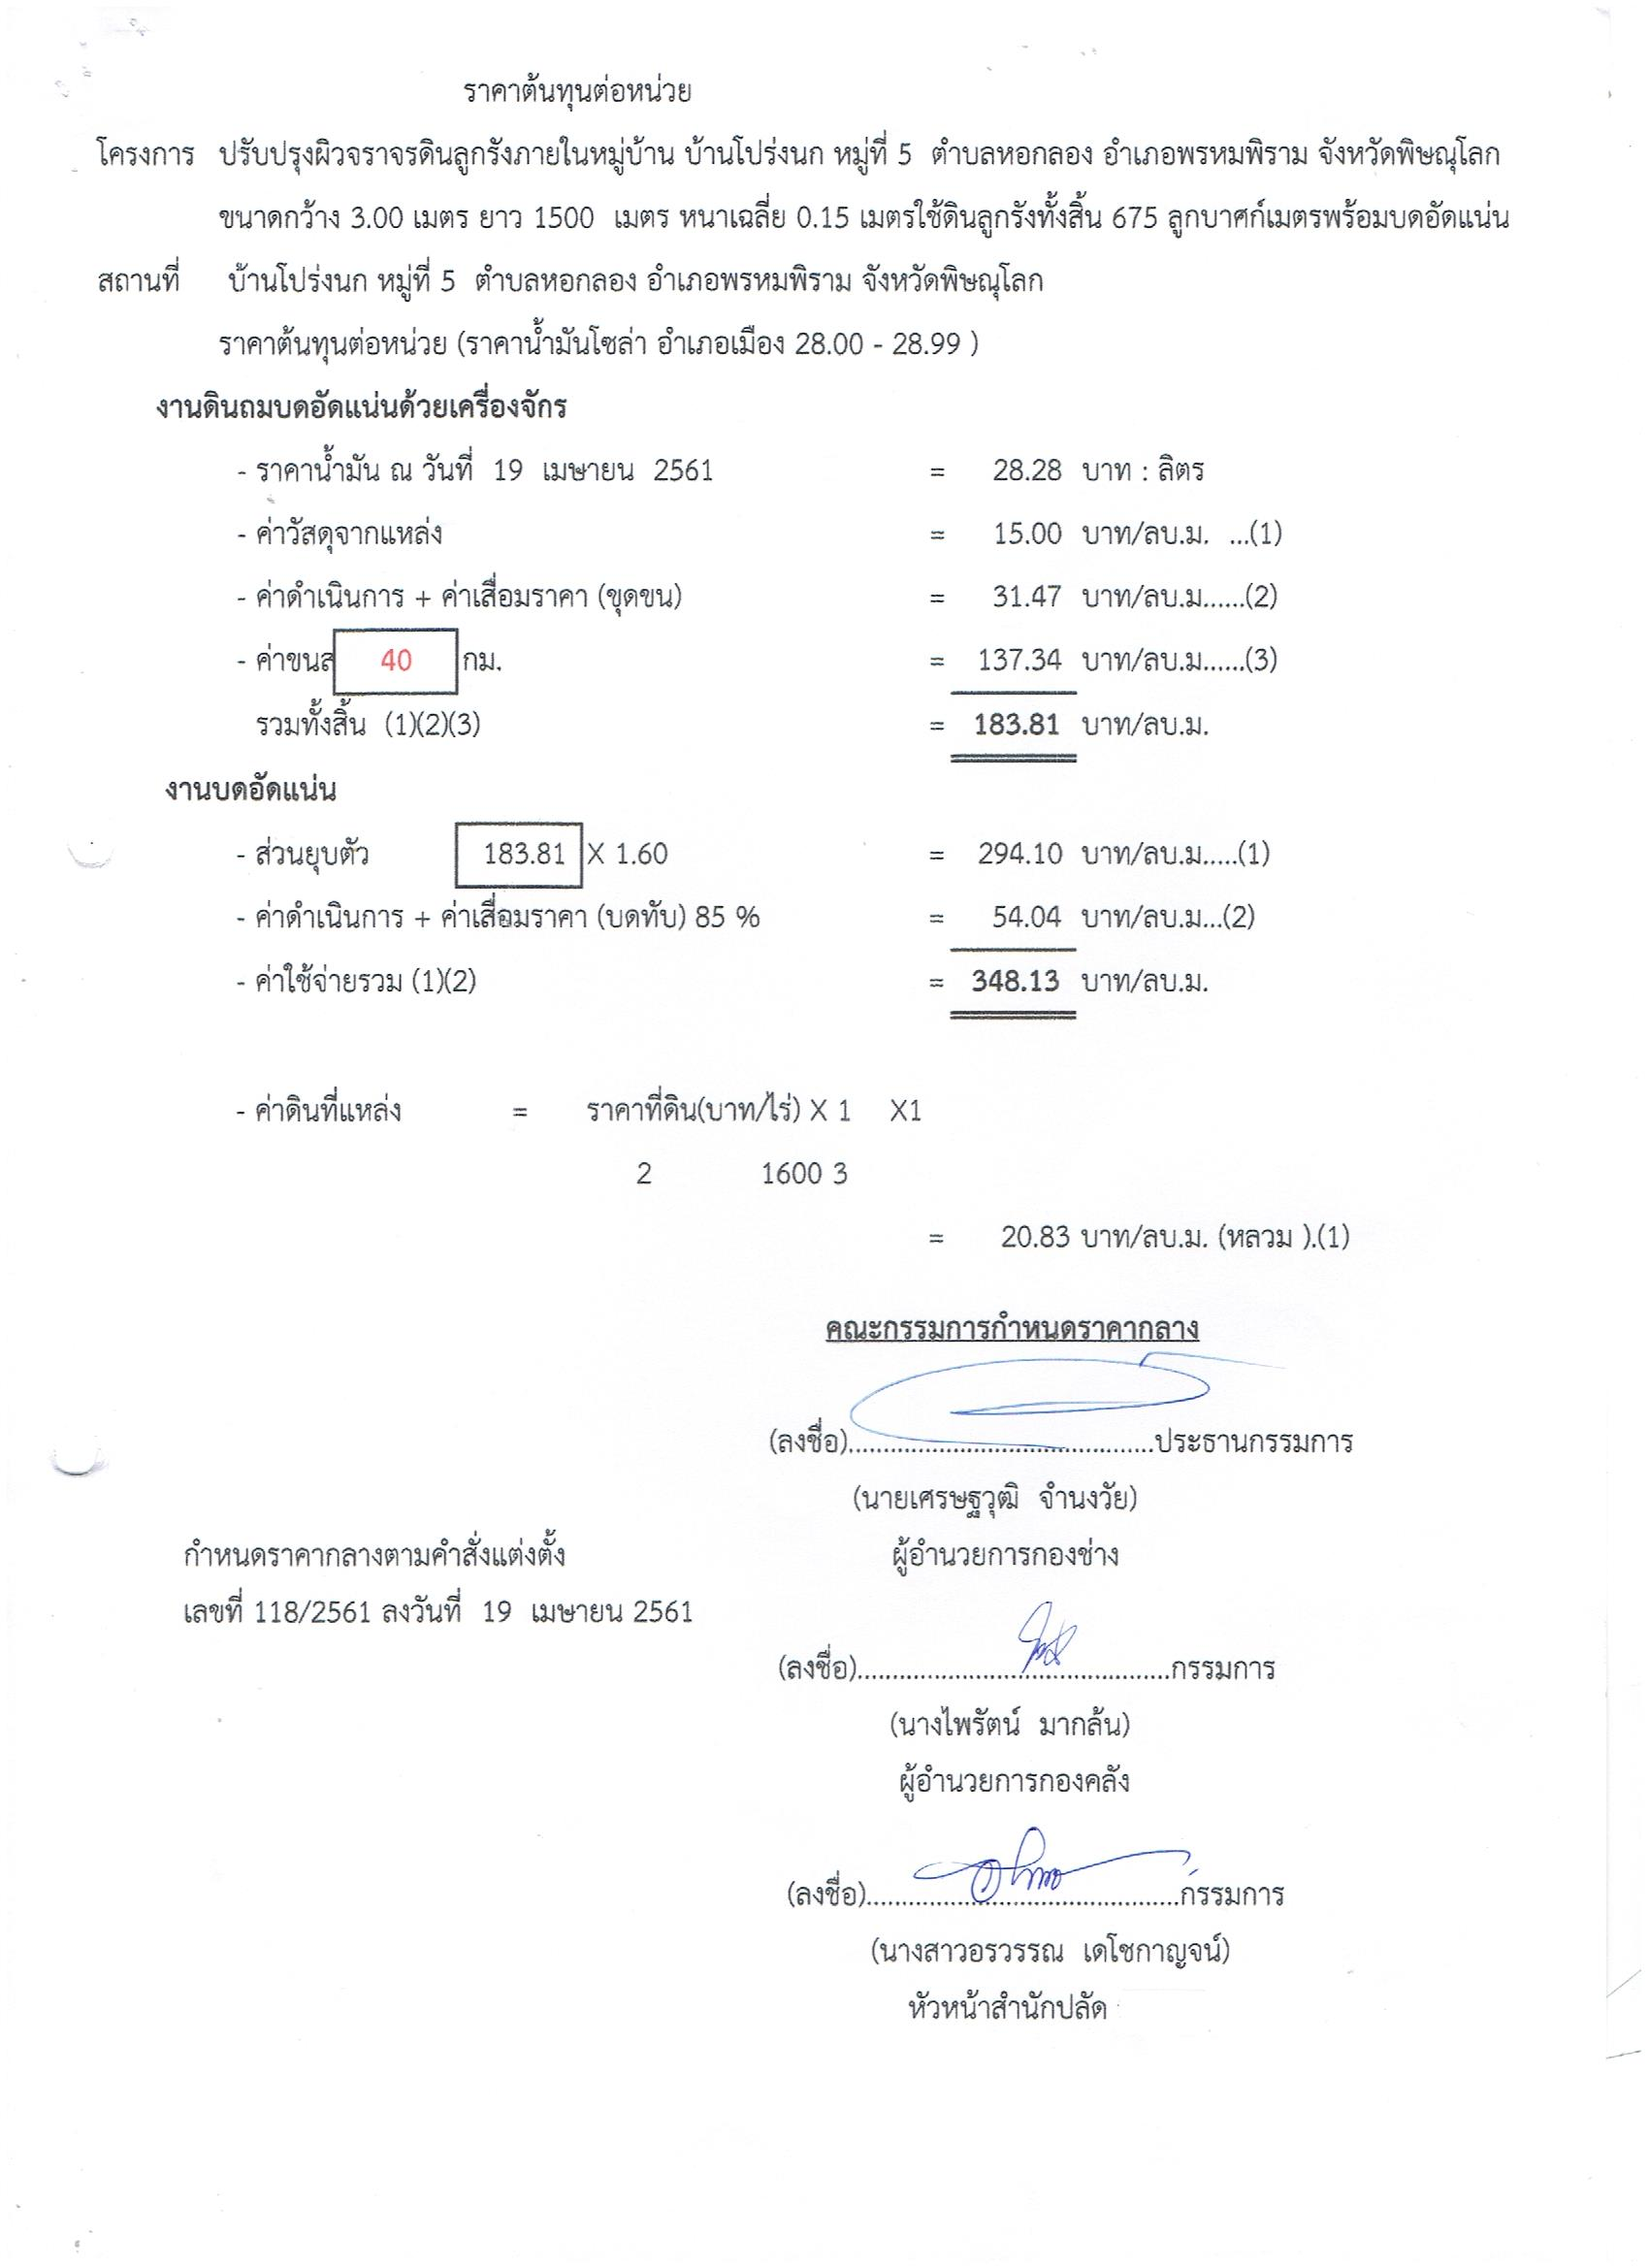 ราคาต้นทุนต่อหน่วย
โครงการ ปรับปรุงผิวจราจรดินลูกรังภายในหมู่บ้าน บ้านโปร่งนก หมู่ที่ 5 ตำบลหอกลอง อำเภอพรหมพิราม จังหวัดพิษณุโลก
ขนาดกว้าง 3.00 เมตร ยาว 1500 เมตร หนาเฉลี่ย 0.15 เมตรใช้ดินลูกรังทั้งสิ้น 675 ลูกบาศก์เมตรพร้อมบดอัดแน่น
สถานที่ บ้านโปร่งนก หมู่ที่ 5 ตำบลหอกลอง อำเภอพรหมพิราม จังหวัดพิษณุโลก
ราคาต้นทุนต่อหน่วย (ราคาน้ำมันโซล่า อำเภอเมือง 28.00 - 28.99 )
งานดินถมบดอัดแน่นด้วยเครื่องจักร
- ราคาน้ำมัน ณ วันที่ 19 เมษายน 2561 = 28.28 บาท : ลิตร
- ค่าวัสดุจากแหล่ง = 15.00 บาท/ลบ.ม. ...(1)
- ค่าดำเนินการ + ค่าเสื่อมราคา (ขุดขน) = 31.47 บาท/ลบ.ม......(2)
- ค่าขนส 40 กม. = 137.34 บาท/ลบ.ม......(3)
รวมทั้งสิ้น (1)(2)(3) = 183.81 บาท/ลบ.ม.
งานบดอัดแน่น
- ส่วนยุบตัว 183.81 X 1.60 = 294.10 บาท/ลบ.ม.....(1)
- ค่าดำเนินการ + ค่าเสื่อมราคา (บดทับ) 85 % = 54.04 บาท/ลบ.ม...(2)
- ค่าใช้จ่ายรวม (1)(2) = 348.13 บาท/ลบ.ม.
- ค่าดินที่แหล่ง = ราคาที่ดิน(บาท/ไร่) X 1 X1
2 1600 3
= 20.83 บาท/ลบ.ม. (หลวม ).(1)
คณะกรรมการกำหนดราคากลาง
(ลงชื่อ)............................................ประธานกรรมการ
(นายเศรษฐวุฒิ จำนงวัย)
กำหนดราคากลางตามคำสั่งแต่งตั้ง ผู้อำนวยการกองช่าง
เลขที่ 118/2561 ลงวันที่ 19 เมษายน 2561
(ลงชื่อ)............................................กรรมการ
(นางไพรัตน์ มากล้น)
ผู้อำนวยการกองคลัง
(ลงชื่อ)............................................กรรมการ
(นางสาวอรวรรณ เดโชกาญจน์)
หัวหน้าสำนักปลัด